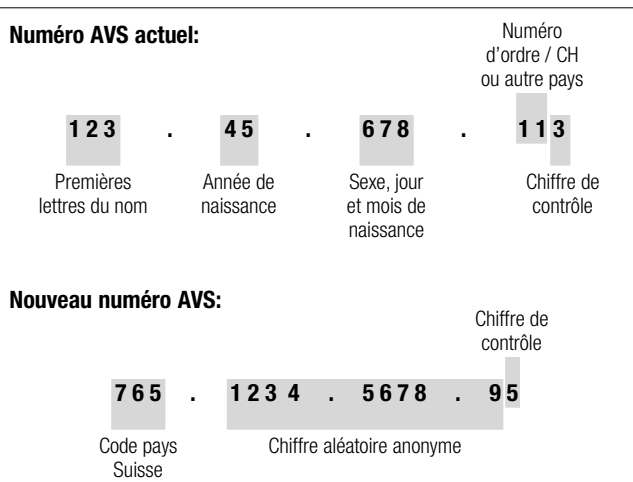 Numéro AVS actuel:
Numéro
d'ordre / CH
ou autre pays
123 . 45 . 678 . 113
Premières
lettres du nom
Année de
naissance
Sexe, jour
et mois de
naissance
Chiffre de
contrôle
Nouveau numéro AVS:
Chiffre de
contrôle
765 . 1234 . 5678 . 95
Code pays
Suisse
Chiffre aléatoire anonyme